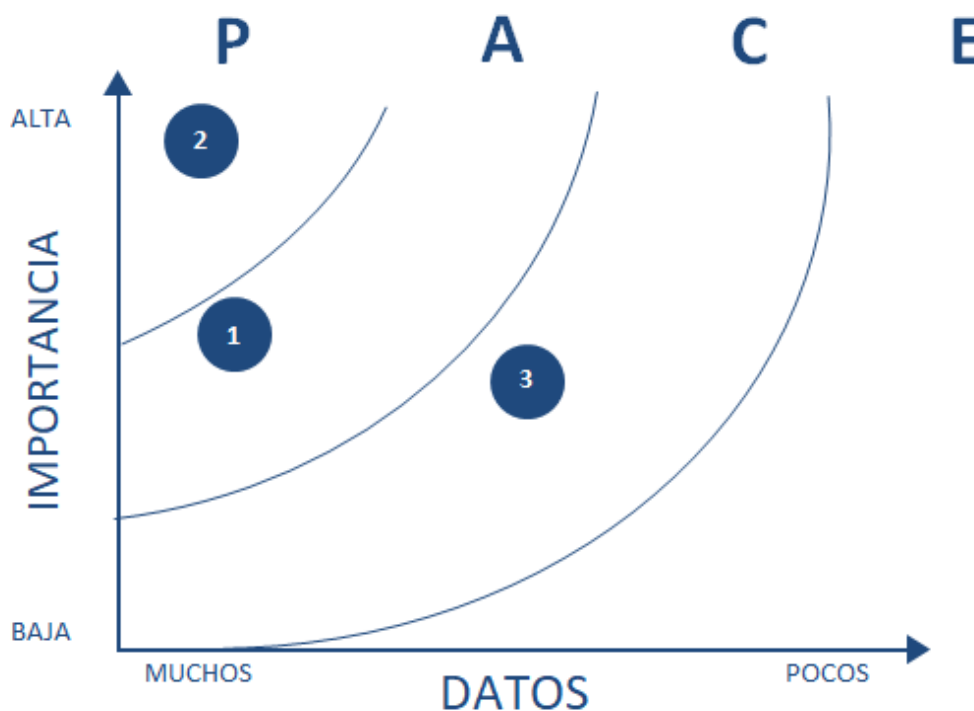 P A C E
ALTA
2
IMPORTANCIA
1
3
BAJA
MUCHOS
POCOS
DATOS